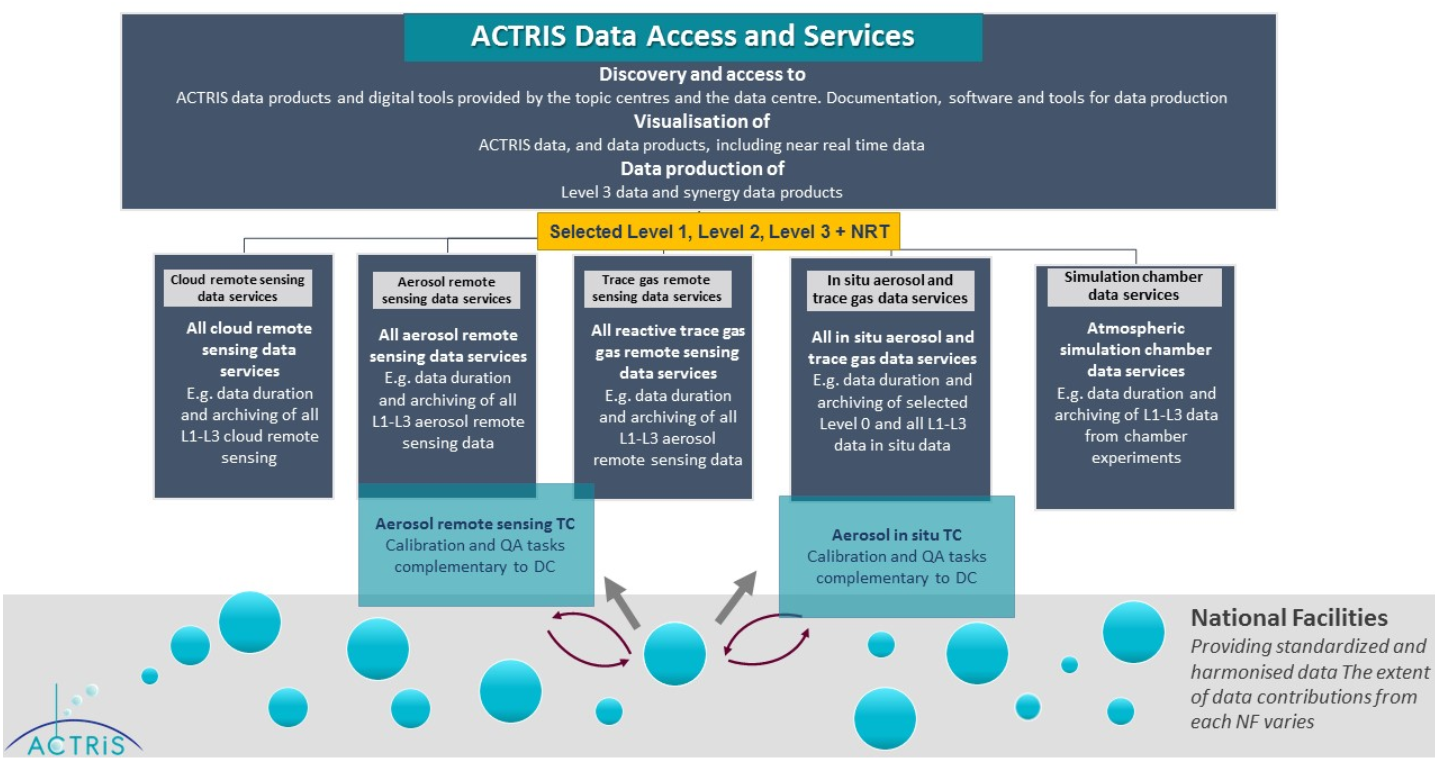 ACTRIS Data Access and Services
Discovery and access to
ACTRIS data products and digital tools provided by the topic centres and the data centre. Documentation, software and tools for data production
Visualisation of
ACTRIS data, and data products, including near real time data
Data production of
Level 3 data and synergy data products
Selected Level 1, Level 2, Level 3 + NRT
Cloud remote sensing
data services
All cloud remote
sensing data
services
E.g. data duration
and archiving of all
L1-L3 cloud remote
sensing
Aerosol remote
sensing data services
All aerosol remote
sensing data services
E.g. data duration
and archiving of all
L1-L3 aerosol remote
sensing data
Trace gas remote
sensing data services
All reactive trace gas
gas remote sensing
data services
E.g. data duration
and archiving of all
L1-L3 aerosol
remote sensing data
In situ aerosol and
trace gas data services
All in situ aerosol and
trace gas data services
E.g. data duration and
archiving of selected
Level 0 and all L1-L3
data in situ data
Simulation chamber
data services
Atmospheric
simulation chamber
data services
E.g. data duration and
archiving of L1-L3 data
from chamber
experiments
Aerosol remote sensing TC
Calibration and QA tasks
complementary to DC
Aerosol in situ TC
Calibration and QA tasks
complementary to DC
National Facilities
Providing standardized and
harmonised data The extent
of data contributions from
each NF varies
ACTRiS